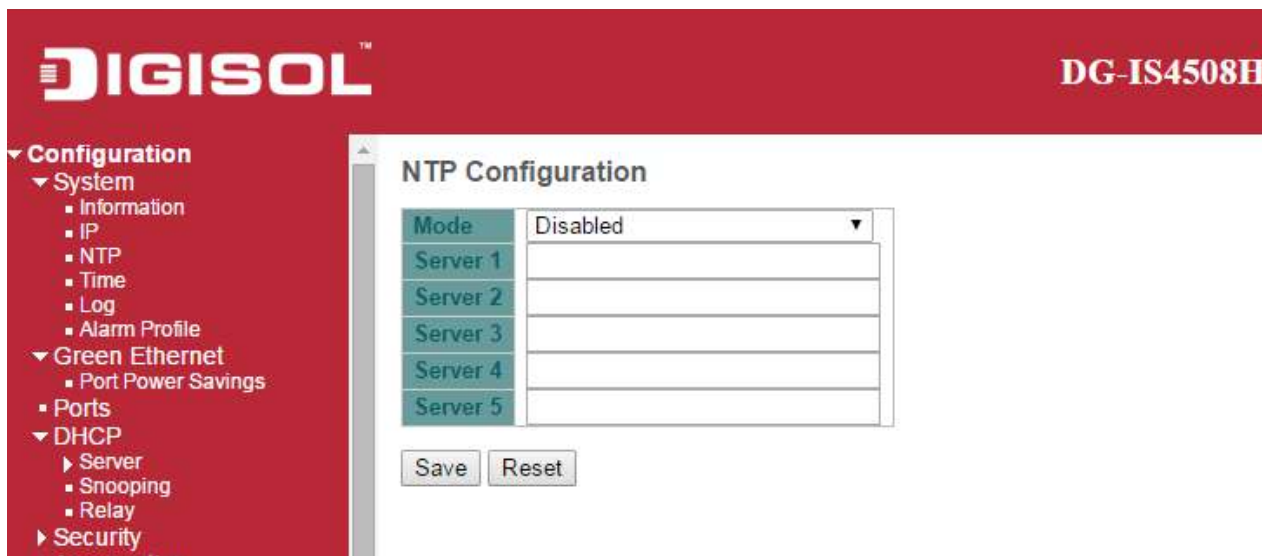 DIGISOL™
DG-IS4508H
Configuration
System
Information
IP
NTP
Time
Log
Alarm Profile
Green Ethernet
Port Power Savings
Ports
DHCP
Server
Snooping
Relay
Security
NTP Configuration
Mode Disabled
Server 1
Server 2
Server 3
Server 4
Server 5
Save Reset